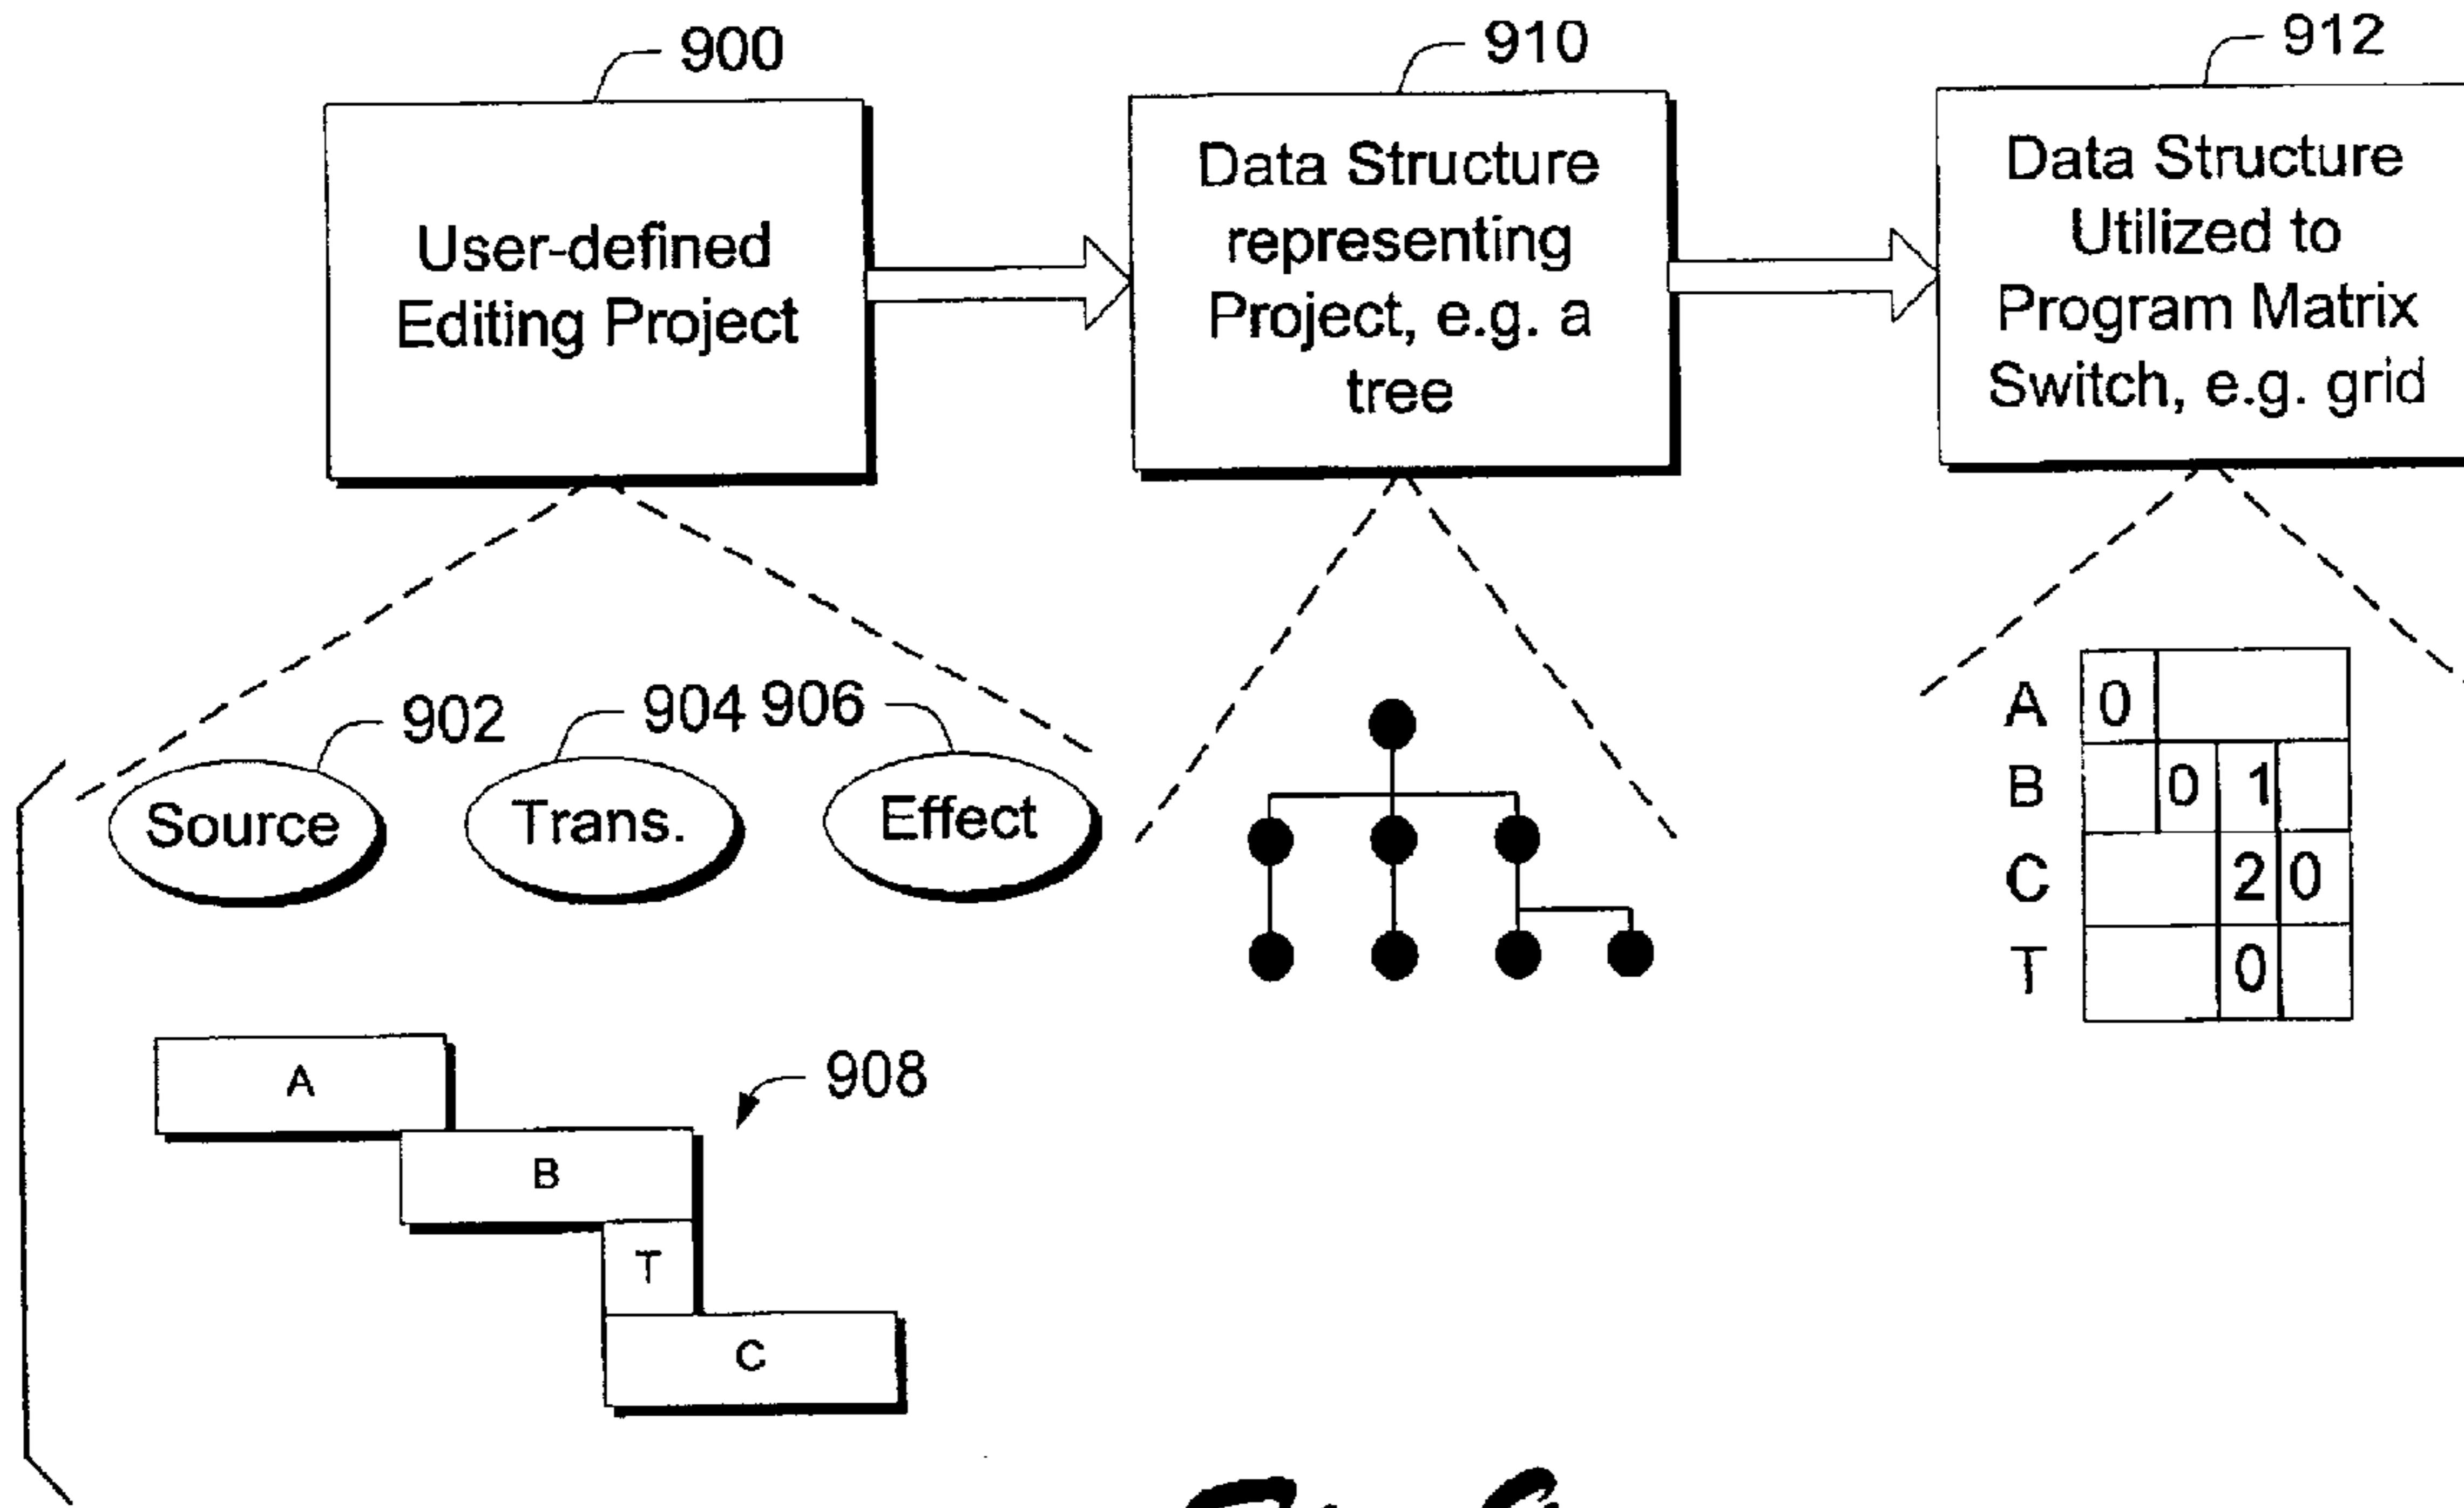 900
910
912
User-defined
Editing Project
Data Structure
representing
Project, e.g. a
tree
Data Structure
Utilized to
Program Matrix
Switch, e.g. grid
902
904
906
Source
Trans.
Effect
A 0
B 0 1
C 2 0
T 0
A
908
B
T
C